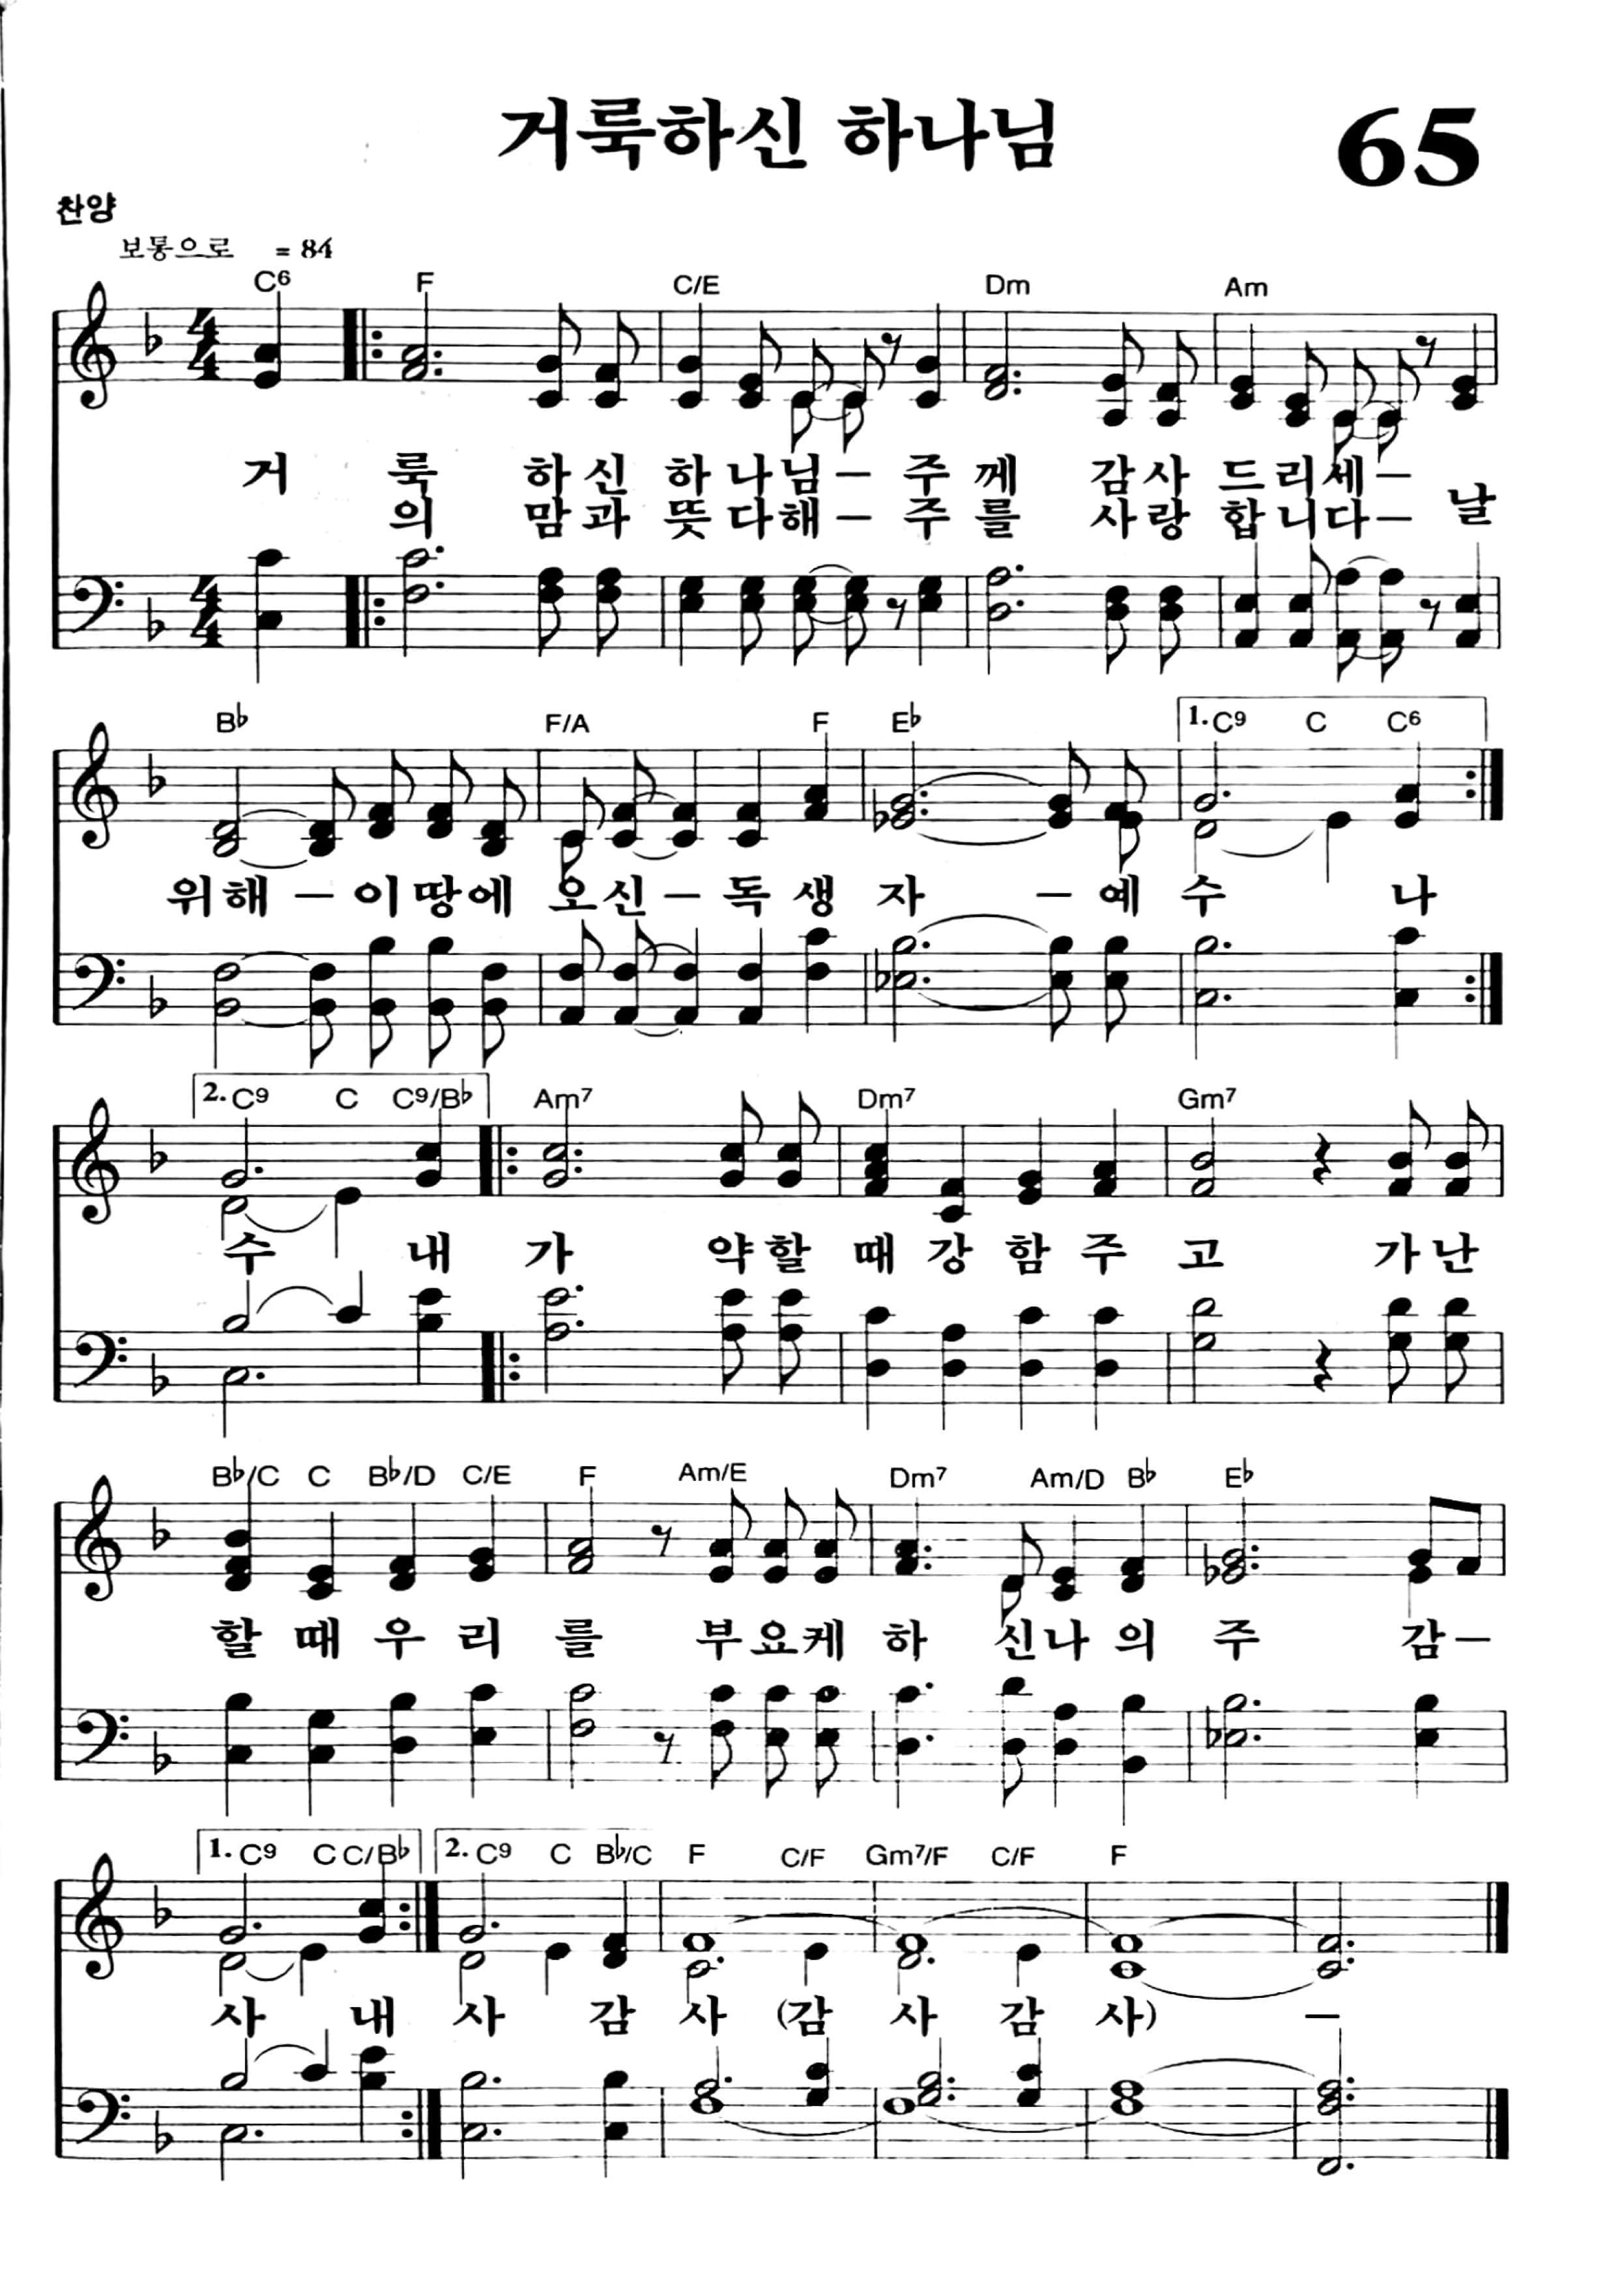 거룩하신 하나님 65
찬양
보통으로 = 84
C6 F C/E Dm Am
4/4
거 룩 하신 하나님– 주께 감사 드리세–
의 맘과 뜻다해– 주를 사랑 합니다– 날
4/4
B♭ F/A F E♭ 1. C9 C C6
위해 – 이땅에 오신– 독 생 자 – 예 수 나
2. C9 C C9/B♭ Am7 Dm7 Gm7
수 내 가 약할 때 강 함 주 고 가난
B♭/C C B♭/D C/E F Am/E Dm7 Am/D B♭ E♭
할 때 우 리 를 부요케 하 신나 의 주 감–
1. C9 C C/B♭ 2. C9 C B♭/C F C/F Gm7/F C/F F
사 내 사 감 사 (감 사 감 사) –